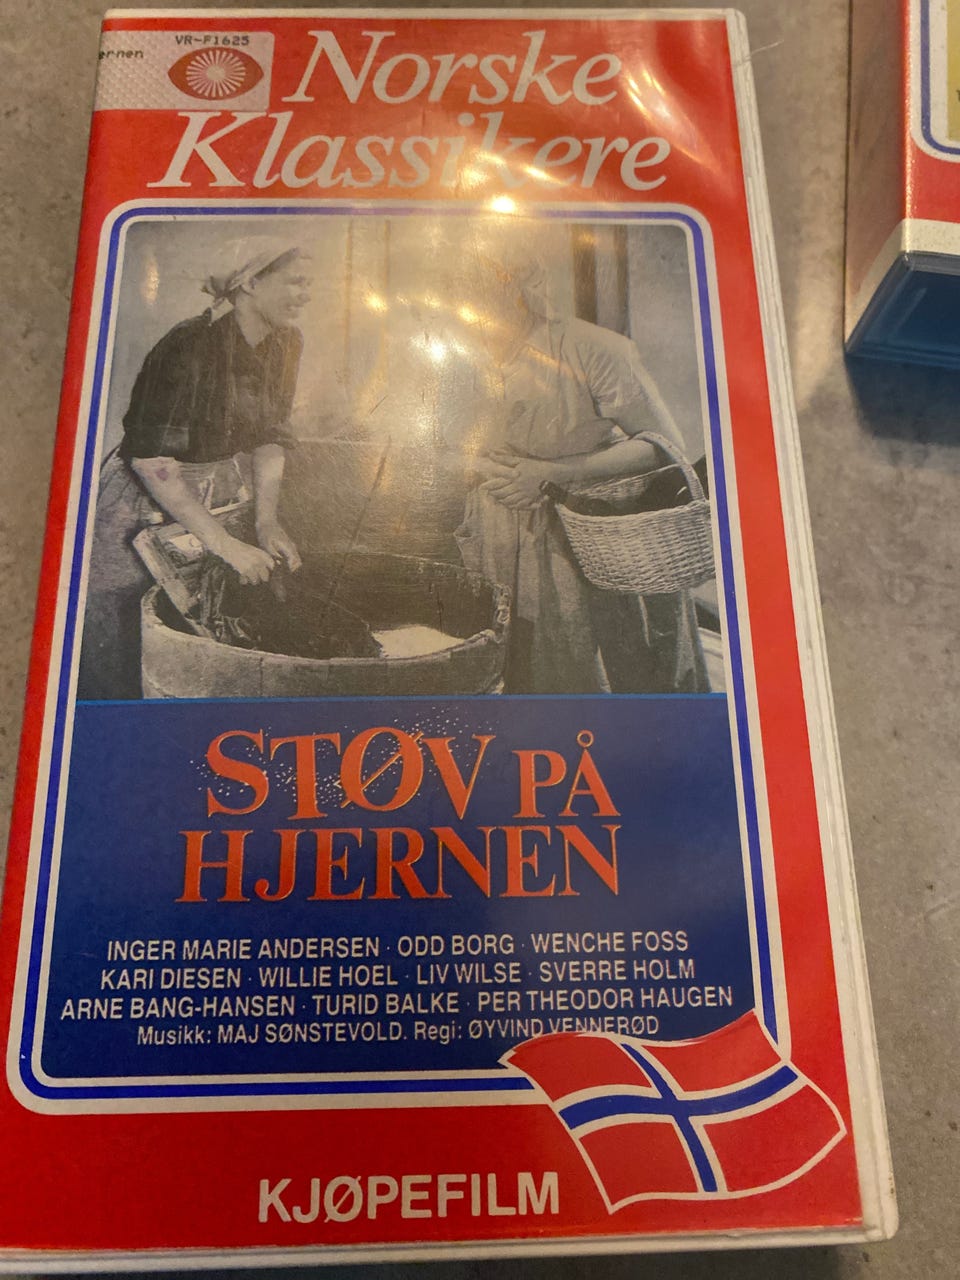 VR-F1625
ernen
Norske
Klassikere
STØV PÅ
HJERNEN
INGER MARIE ANDERSEN · ODD BORG · WENCHE FOSS
KARI DIESEN · WILLIE HOEL · LIV WILSE · SVERRE HOLM
ARNE BANG-HANSEN · TURID BALKE · PER THEODOR HAUGEN
Musikk: MAJ SØNSTEVOLD. Regi: ØYVIND VENNERØD
KJØPEFILM